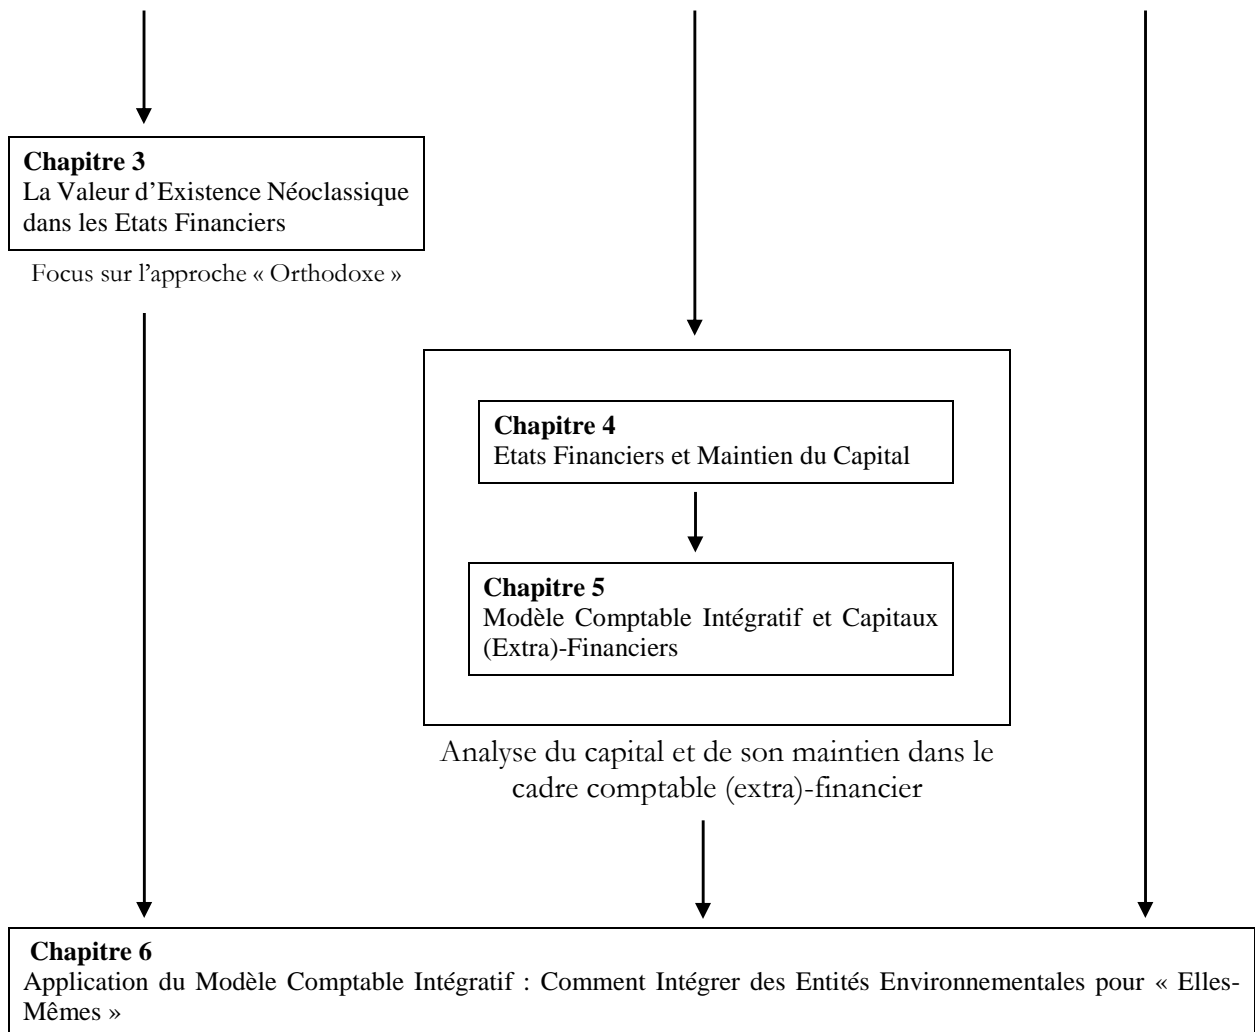 Chapitre 3
La Valeur d’Existence Néoclassique
dans les Etats Financiers
Focus sur l’approche « Orthodoxe »
Chapitre 4
Etats Financiers et Maintien du Capital
Chapitre 5
Modèle Comptable Intégratif et Capitaux
(Extra)-Financiers
Analyse du capital et de son maintien dans le
cadre comptable (extra)-financier
Chapitre 6
Application du Modèle Comptable Intégratif : Comment Intégrer des Entités Environnementales pour « Elles-
Mêmes »